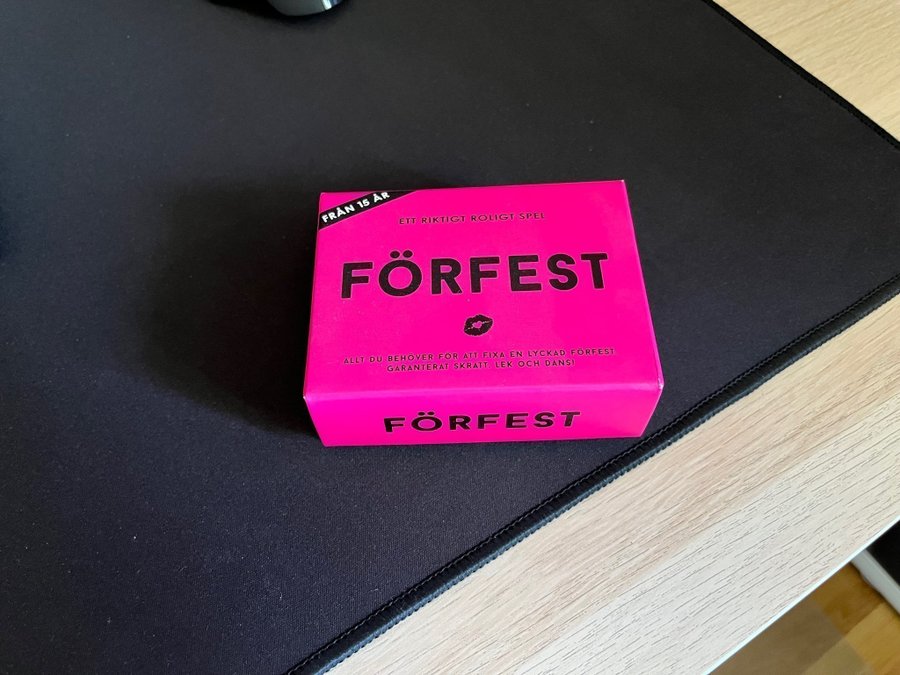 FRÅN 15 ÅR
ETT RIKTIGT ROLIGT SPEL
FÖRFEST
ALLT DU BEHÖVER FÖR ATT FIXA EN LYCKAD FÖRFEST
GARANTERAT SKRATT, LEK OCH DANS!
FÖRFEST